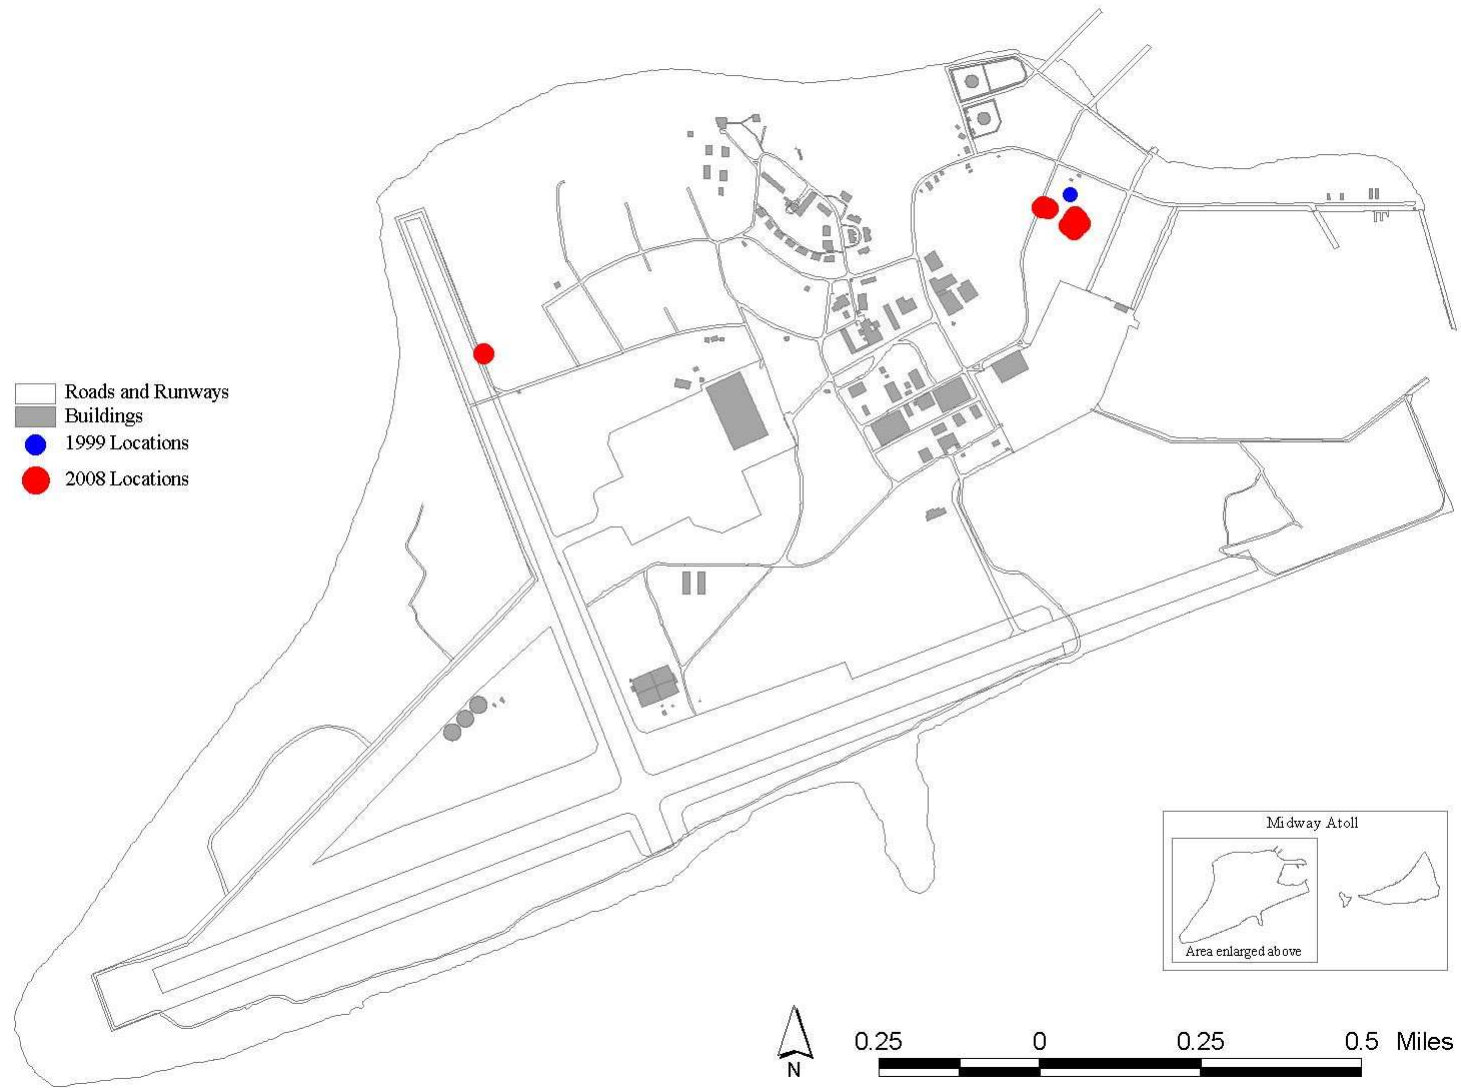 Roads and Runways
Buildings
1999 Locations
2008 Locations
Midway Atoll
Area enlarged above
N
0.25 0 0.25 0.5 Miles